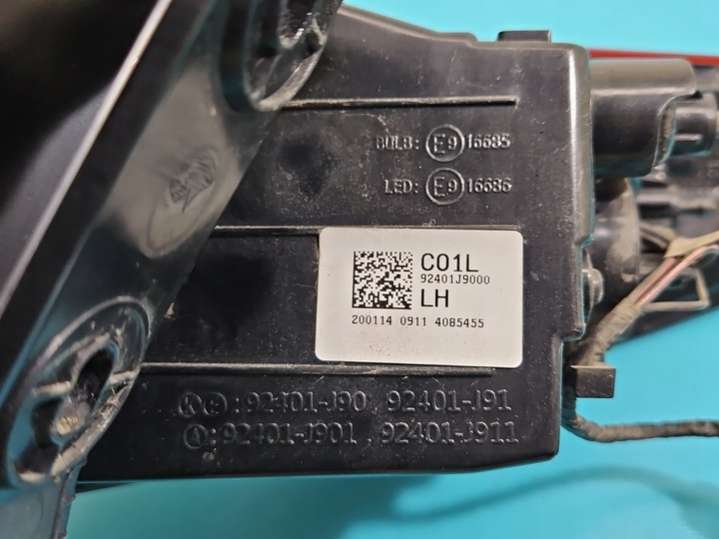 BULB: E9 16685
LED: E9 16686
C01L
92401J9000
LH
200114 0911 4085455
K E :92401-J90 92401-J91
A :92401-J901 , 92401-J911